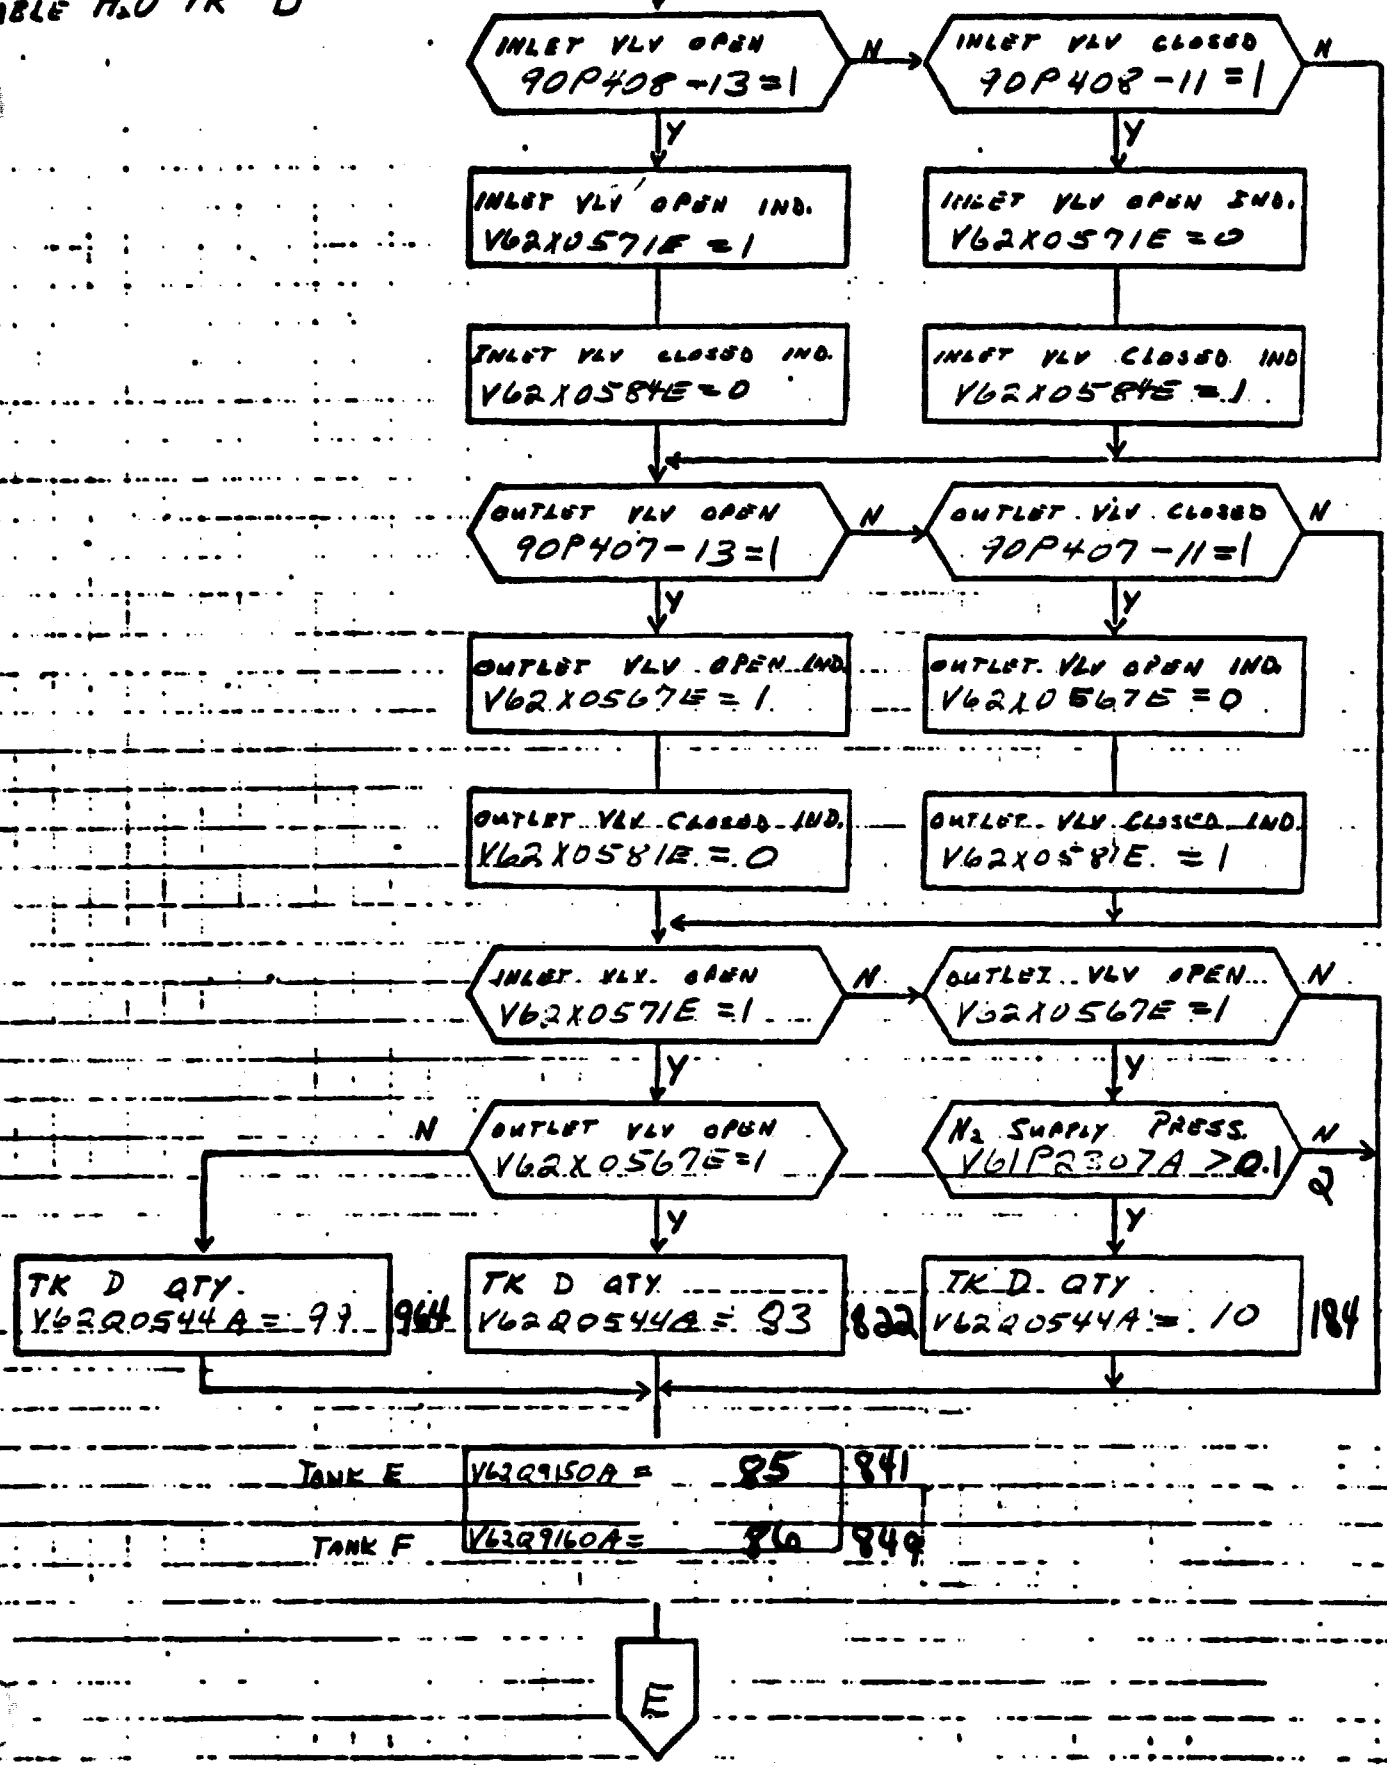 H2O TK D
INLET VLV OPEN
90P408-13=1
N
INLET VLV CLOSED
90P408-11=1
N
Y
Y
INLET VLV OPEN IND.
V62X0571E=1
INLET VLV OPEN IND.
V62X0571E=0
INLET VLV CLOSED IND.
V62X0584E=0
INLET VLV CLOSED IND
V62X0584E=1
OUTLET VLV OPEN
90P407-13=1
N
OUTLET VLV CLOSED
90P407-11=1
N
Y
Y
OUTLET VLV OPEN IND.
V62X0567E=1
OUTLET VLV OPEN IND.
V62X0567E=0
OUTLET VLV CLOSED IND.
V62X0581E=0
OUTLET VLV CLOSED IND.
V62X0581E=1
INLET VLV OPEN
V62X0571E=1
N
OUTLET VLV OPEN
V62X0567E=1
N
Y
Y
N
OUTLET VLV OPEN
V62X0567E=1
N2 SUPPLY PRESS.
V61P2307A >0.1
N
2
Y
Y
TK D QTY
V62Q0544A= 99
964
TK D QTY
V62Q0544A= 83
822
TK D QTY
V62Q0544A= 10
184
TANK E
V62Q9150A= 85
841
TANK F
V62Q9160A= 86
849
E